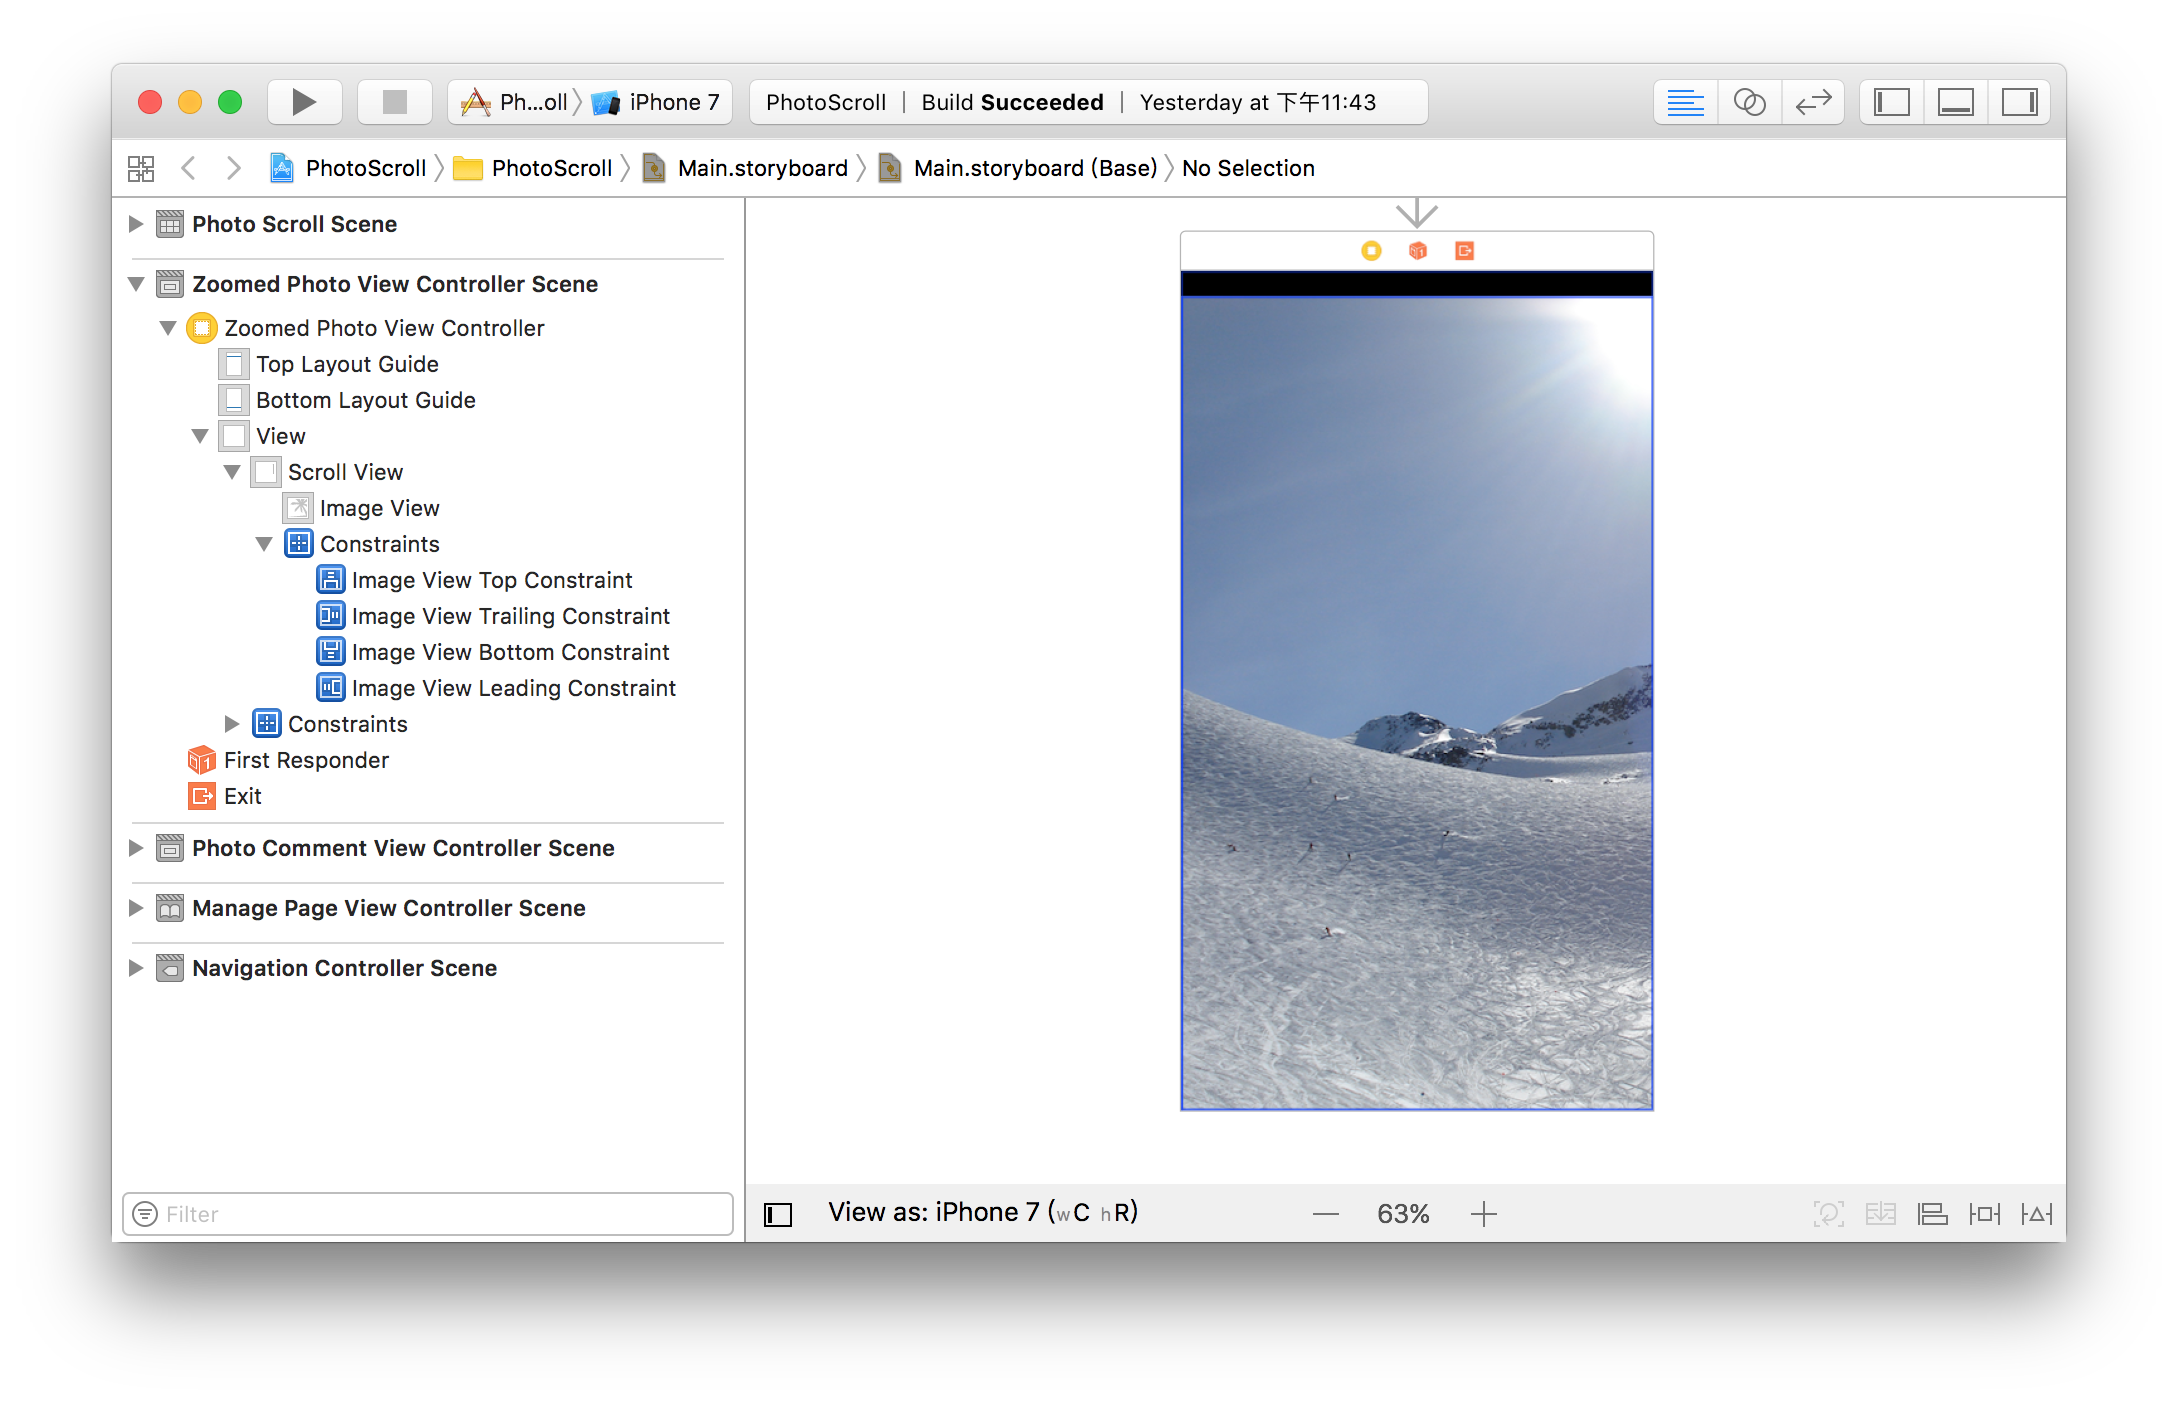 Ph...oll iPhone 7 PhotoScroll | Build Succeeded | Yesterday at 下午11:43
PhotoScroll PhotoScroll Main.storyboard Main.storyboard (Base) No Selection
Photo Scroll Scene
Zoomed Photo View Controller Scene
Zoomed Photo View Controller
Top Layout Guide
Bottom Layout Guide
View
Scroll View
Image View
Constraints
Image View Top Constraint
Image View Trailing Constraint
Image View Bottom Constraint
Image View Leading Constraint
Constraints
First Responder
Exit
Photo Comment View Controller Scene
Manage Page View Controller Scene
Navigation Controller Scene
Filter
View as: iPhone 7 (wC hR) — 63% +